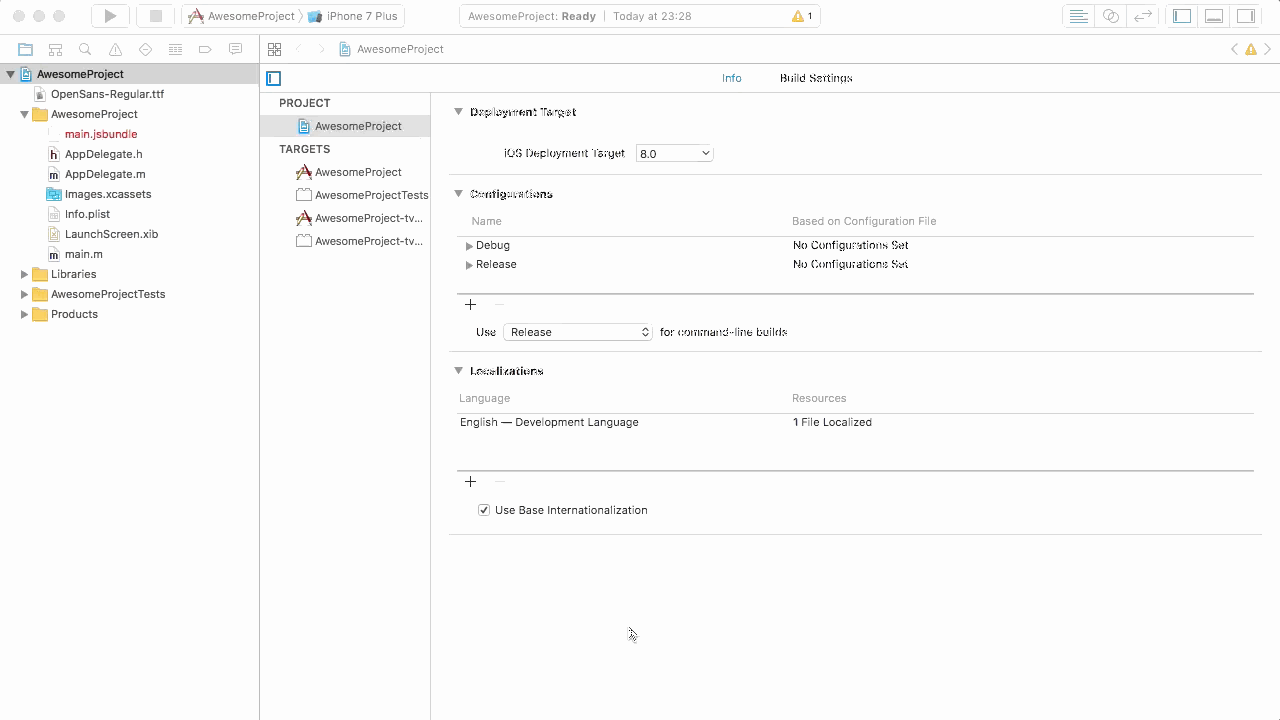 AwesomeProject iPhone 7 Plus
AwesomeProject: Ready Today at 23:28 1
AwesomeProject
AwesomeProject
OpenSans-Regular.ttf
AwesomeProject
main.jsbundle
AppDelegate.h
AppDelegate.m
Images.xcassets
Info.plist
LaunchScreen.xib
main.m
Libraries
AwesomeProjectTests
Products
Info Build Settings
PROJECT
AwesomeProject
TARGETS
AwesomeProject
AwesomeProjectTests
AwesomeProject-tv...
AwesomeProject-tv...
Deployment Target
iOS Deployment Target 8.0
Configurations
Name Based on Configuration File
Debug No Configurations Set
Release No Configurations Set
Use Release for command-line builds
Localizations
Language Resources
English — Development Language 1 File Localized
Use Base Internationalization